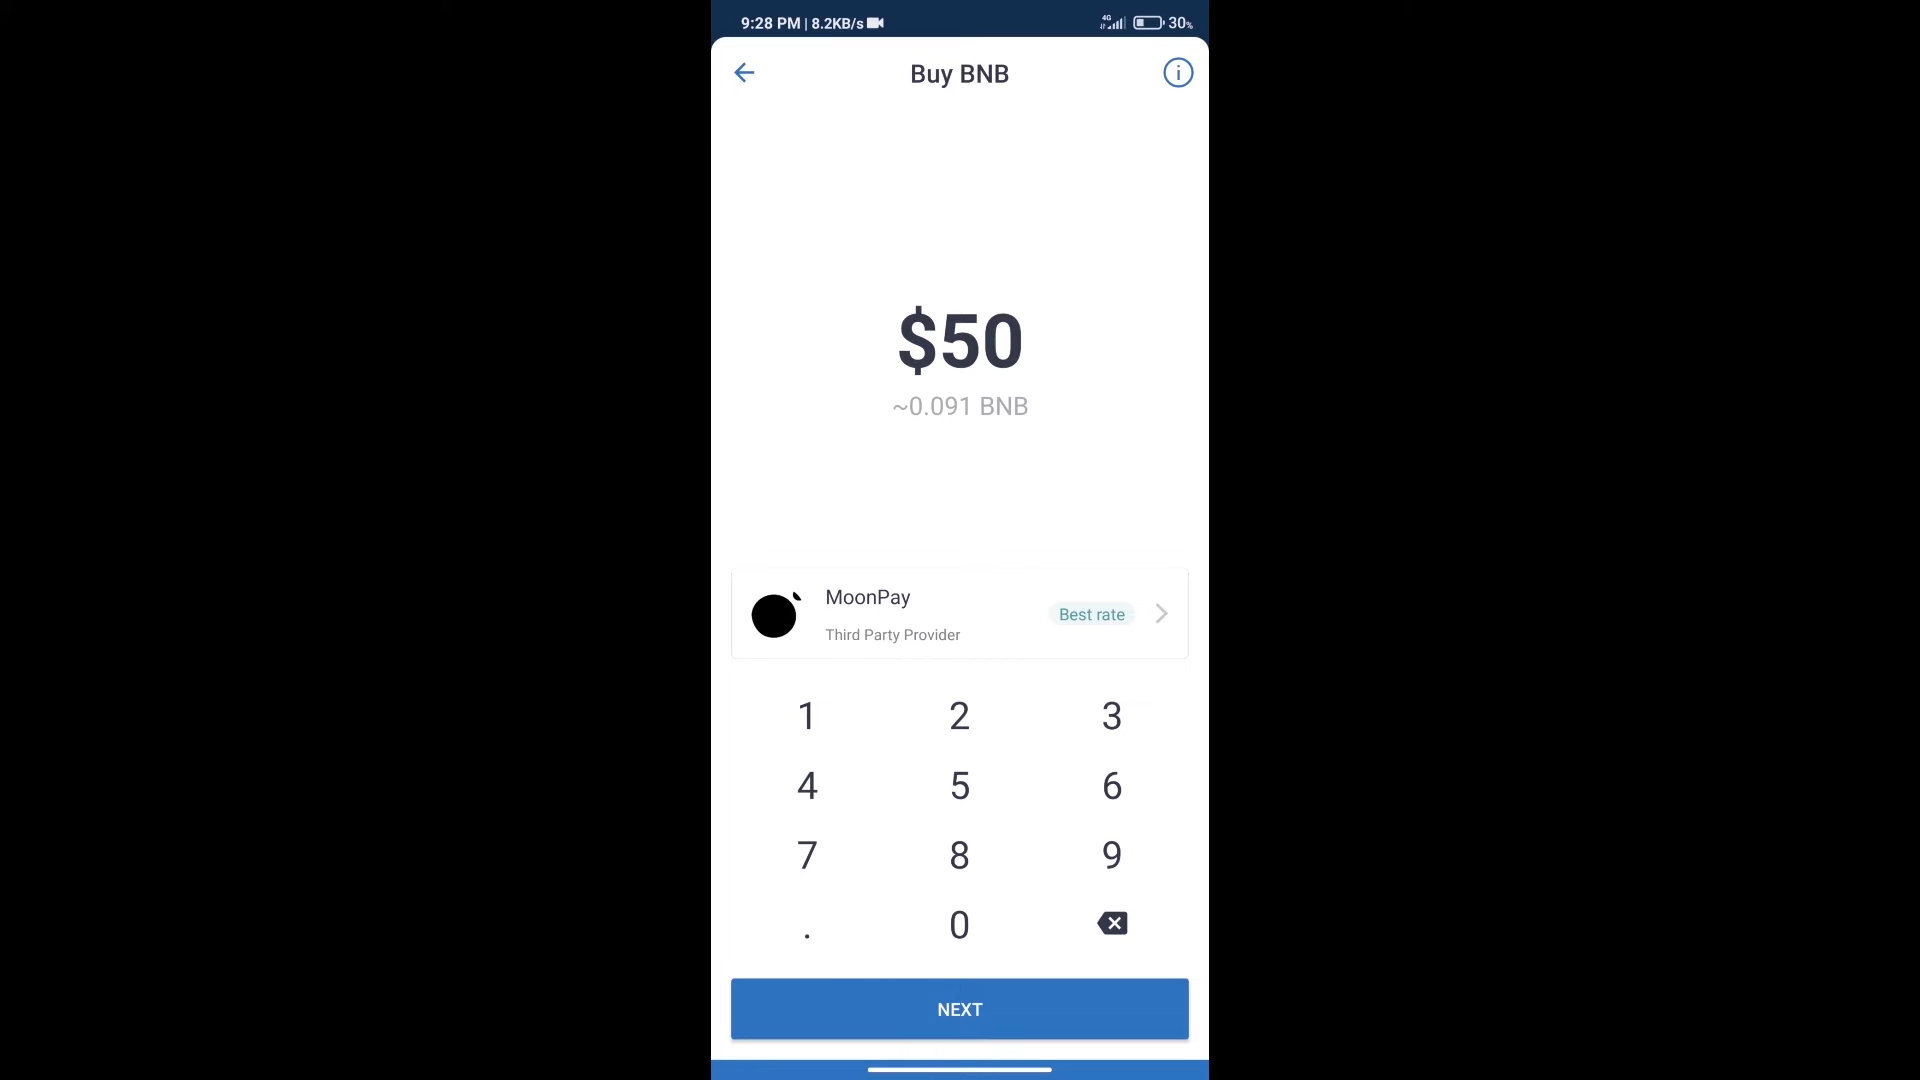 9:28 PM | 8.2KB/s 4G 30%
Buy BNB
$50
~0.091 BNB
MoonPay
Best rate
Third Party Provider
1 2 3
4 5 6
7 8 9
. 0
NEXT